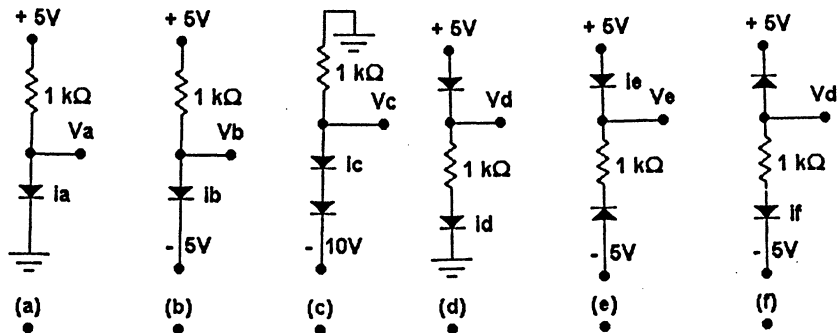 + 5V
1 kΩ
Va
ia
(a)
+ 5V
1 kΩ
Vb
ib
- 5V
(b)
1 kΩ
Vc
ic
- 10V
(c)
+ 5V
Vd
1 kΩ
id
(d)
+ 5V
ie
Ve
1 kΩ
- 5V
(e)
+ 5V
Vd
1 kΩ
if
- 5V
(f)